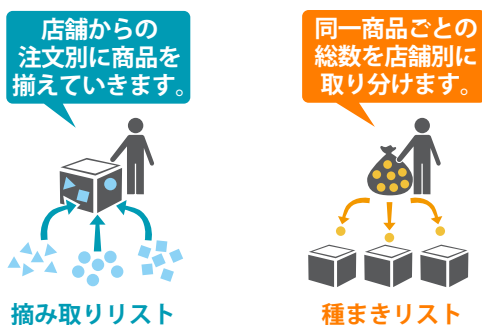 店舗からの
注文別に商品を
揃えていきます。
同一商品ごとの
総数を店舗別に
取り分けます。
摘み取りリスト
種まきリスト